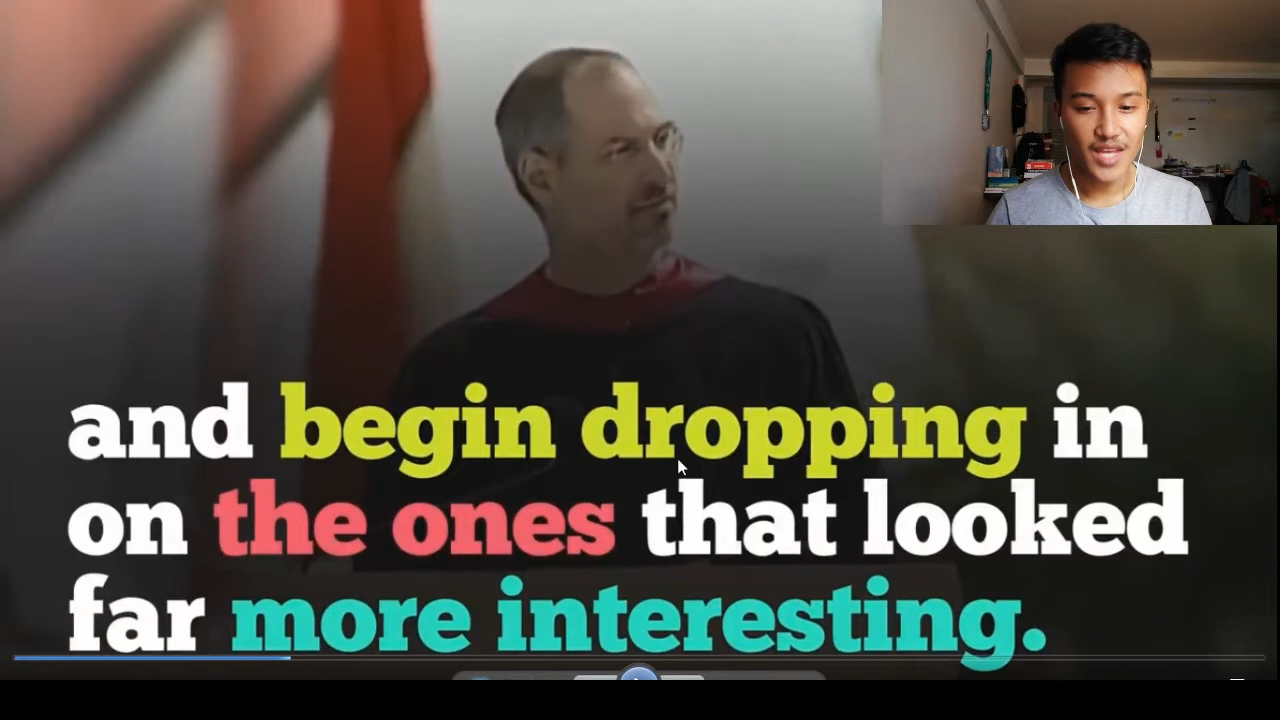 and begin dropping in
on the ones that looked
far more interesting.